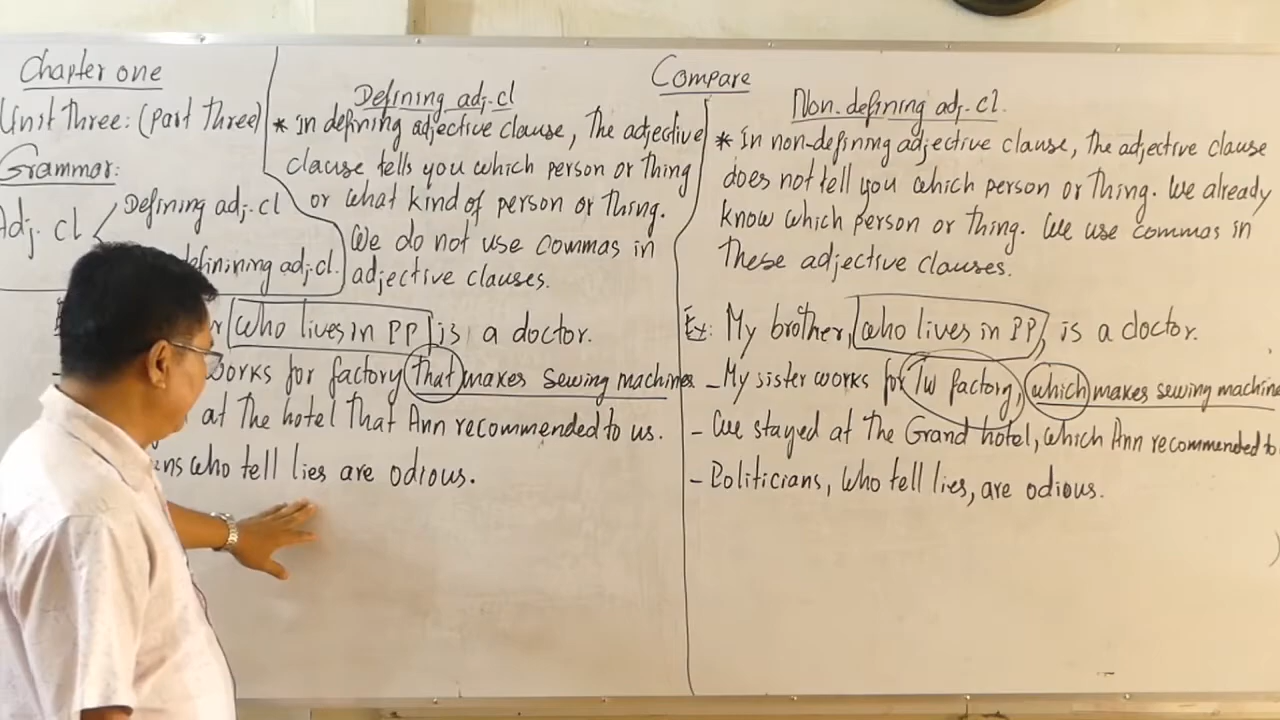 Chapter one
Unit Three: (Part Three)
Grammar:
Adj. cl
Defining adj. cl
definining adj. cl.
Compare
Defining adj. cl
* in defining adjective clause, The adjective
clause tells you which person or thing
or what kind of person or Thing.
We do not use commas in
adjective clauses.
who lives in PP is a doctor.
works for factory That makes sewing machines
at The hotel That Ann recommended to us.
who tell lies are odious.
Non-defining adj. cl.
* In non-defining adjective clause, The adjective clause
does not tell you which person or Thing. We already
know which person or thing. We use commas in
These adjective clauses.
Ex: My brother, who lives in PP, is a doctor.
- My sister works for TW factory, which makes sewing machine
- We stayed at The Grand hotel, which Ann recommended to
- Politicians, who tell lies, are odious.